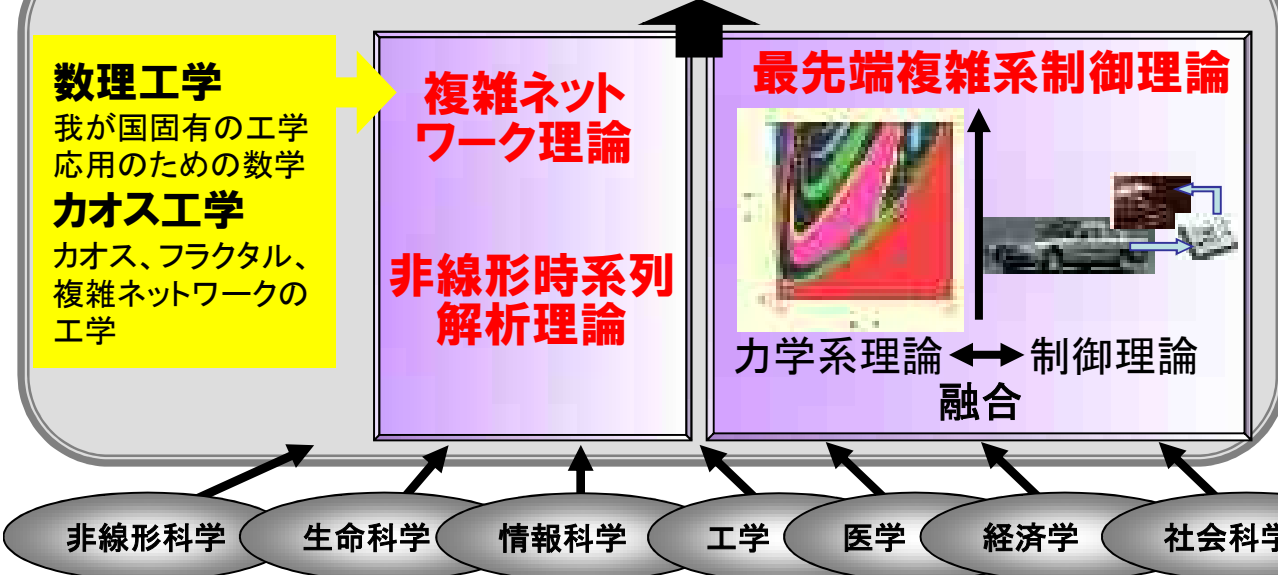 数理工学
我が国固有の工学
応用のための数学
カオス工学
カオス、フラクタル、
複雑ネットワークの
工学
複雑ネット
ワーク理論
非線形時系列
解析理論
最先端複雑系制御理論
力学系理論
制御理論
融合
非線形科学
生命科学
情報科学
工学
医学
経済学
社会科学